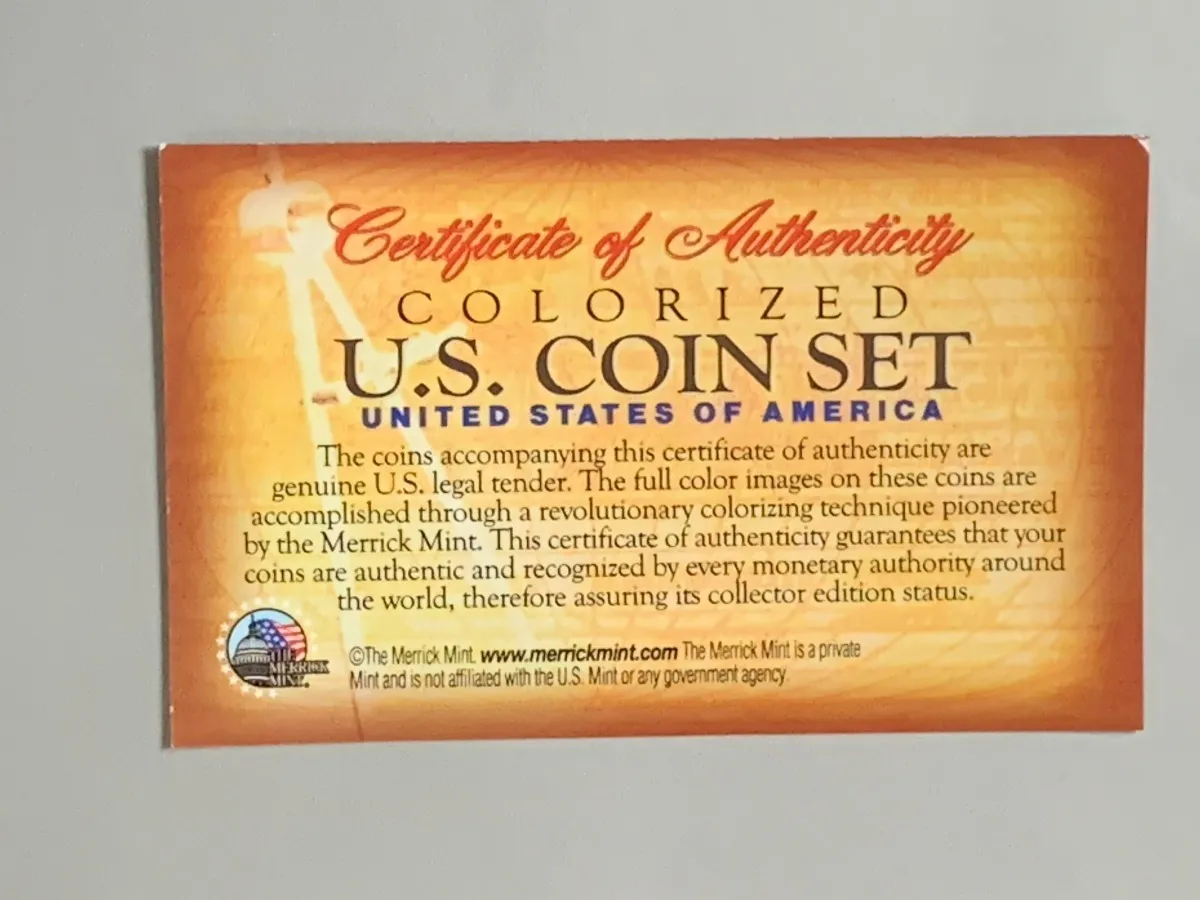 Certificate of Authenticity
COLORIZED
U.S. COIN SET
UNITED STATES OF AMERICA
The coins accompanying this certificate of authenticity are
genuine U.S. legal tender. The full color images on these coins are
accomplished through a revolutionary colorizing technique pioneered
by the Merrick Mint. This certificate of authenticity guarantees that your
coins are authentic and recognized by every monetary authority around
the world, therefore assuring its collector edition status.
THE
MERRICK
MINT.
©The Merrick Mint. www.merrickmint.com The Merrick Mint is a private
Mint and is not affiliated with the U.S. Mint or any government agency.